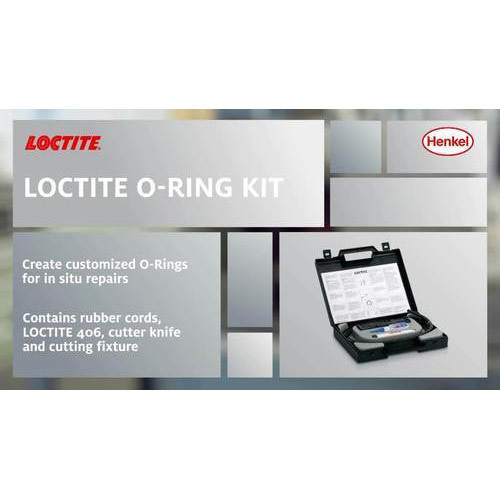 LOCTITE
Henkel
LOCTITE O-RING KIT
Create customized O-Rings
for in situ repairs
Contains rubber cords,
LOCTITE 406, cutter knife
and cutting fixture
LOCTITE